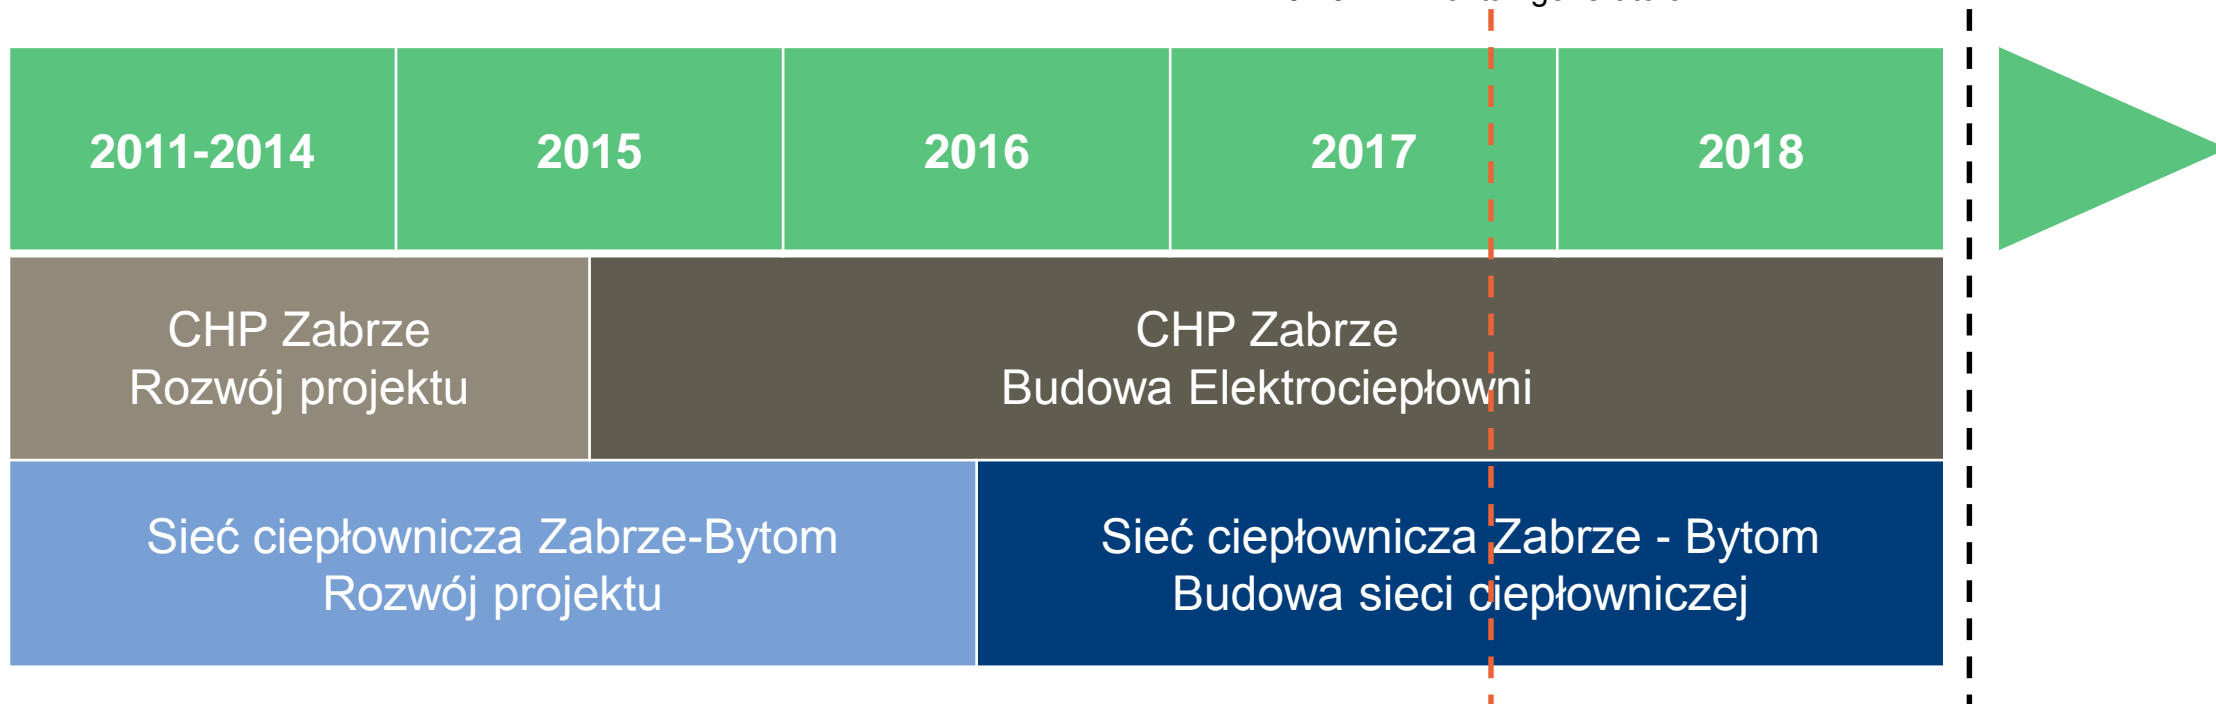 2011-2014
2015
2016
2017
2018
CHP Zabrze
Rozwój projektu
CHP Zabrze
Budowa Elektrociepłowni
Sieć ciepłownicza Zabrze-Bytom
Rozwój projektu
Sieć ciepłownicza Zabrze - Bytom
Budowa sieci ciepłowniczej